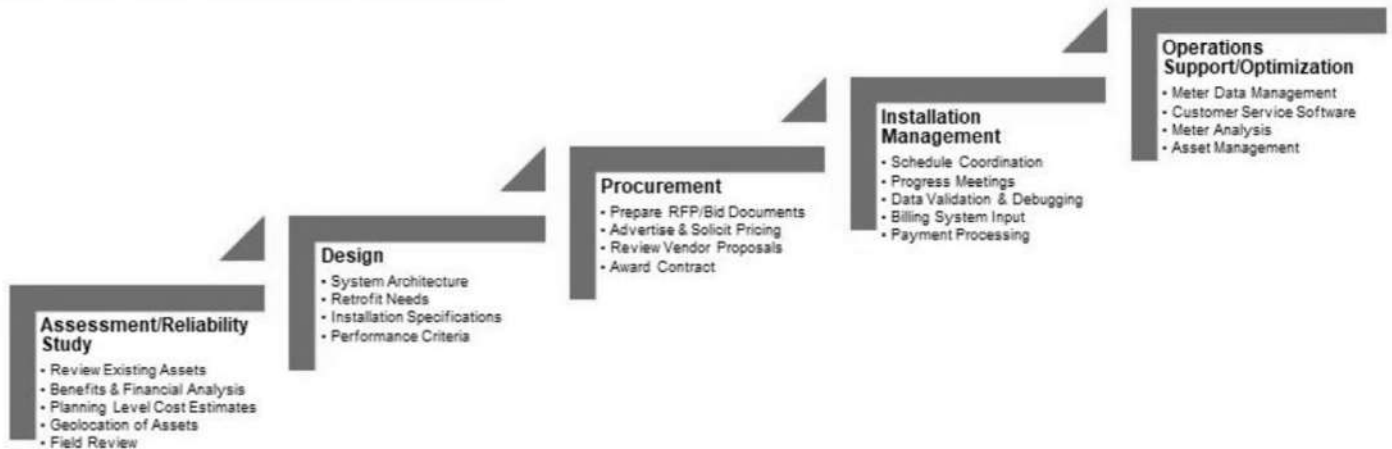 Assessment/Reliability
Study
• Review Existing Assets
• Benefits & Financial Analysis
• Planning Level Cost Estimates
• Geolocation of Assets
• Field Review
Design
• System Architecture
• Retrofit Needs
• Installation Specifications
• Performance Criteria
Procurement
• Prepare RFP/Bid Documents
• Advertise & Solicit Pricing
• Review Vendor Proposals
• Award Contract
Installation
Management
• Schedule Coordination
• Progress Meetings
• Data Validation & Debugging
• Billing System Input
• Payment Processing
Operations
Support/Optimization
• Meter Data Management
• Customer Service Software
• Meter Analysis
• Asset Management